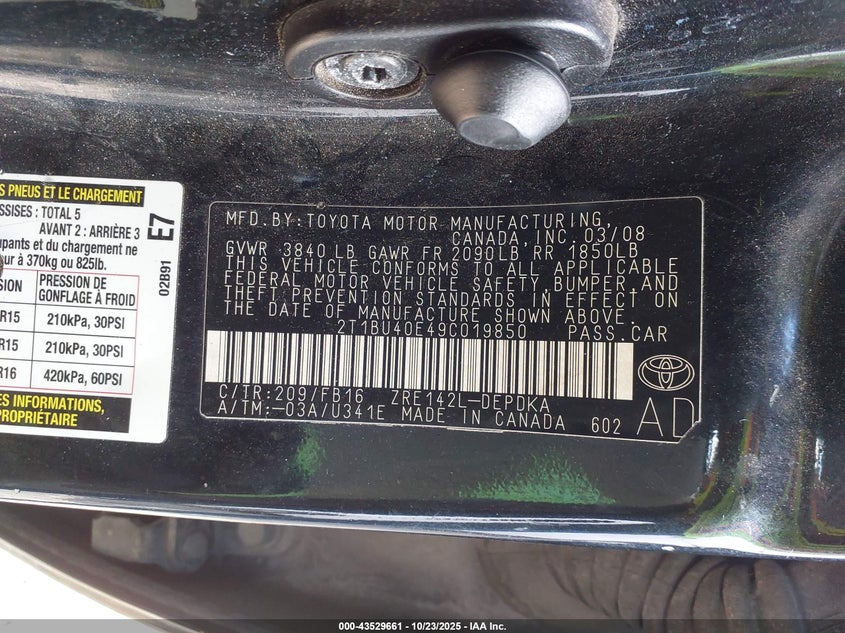 S PNEUS ET LE CHARGEMENT
SSISES : TOTAL 5
AVANT 2 : ARRIÈRE 3
upants et du chargement ne
ur à 370kg ou 825lb.
E7
02B91
SION PRESSION DE GONFLAGE À FROID
R15 210kPa, 30PSI
R15 210kPa, 30PSI
R16 420kPa, 60PSI
ES INFORMATIONS,
OPRIÉTAIRE
MFD. BY: TOYOTA MOTOR MANUFACTURING,
CANADA, INC. 03/08
GVWR 3840 LB GAWR FR 2090LB RR 1850LB
THIS VEHICLE CONFORMS TO ALL APPLICABLE
FEDERAL MOTOR VEHICLE SAFETY, BUMPER, AND
THEFT PREVENTION STANDARDS IN EFFECT ON
THE DATE OF MANUFACTURE SHOWN ABOVE.
2T1BU40E49C019850 PASS. CAR
C/TR: 209/FB16 ZRE142L-DEPDKA
A/TM: -03A/U341E MADE IN CANADA 602
AD
000-43529661 | 10/23/2025 | IAA Inc.